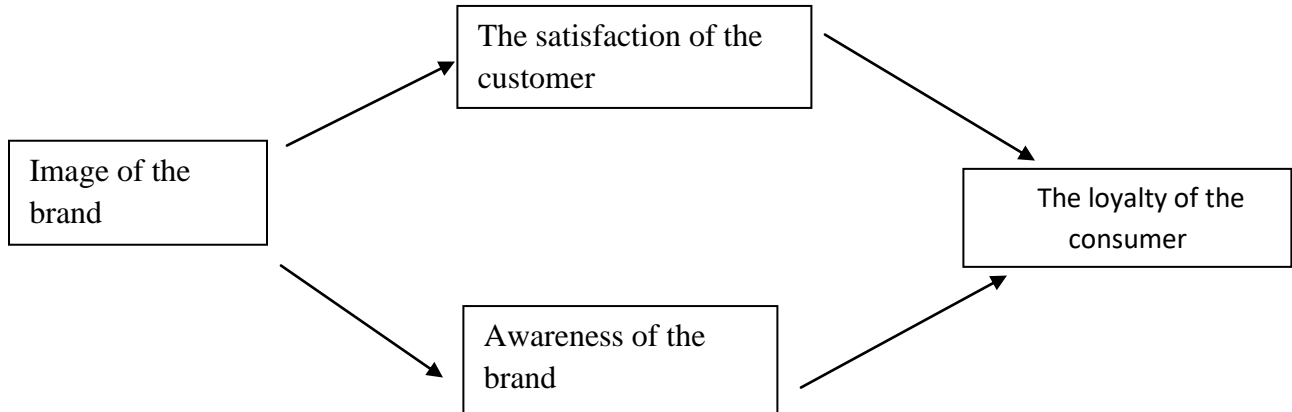 The satisfaction of the
customer
Image of the
brand
The loyalty of the
consumer
Awareness of the
brand